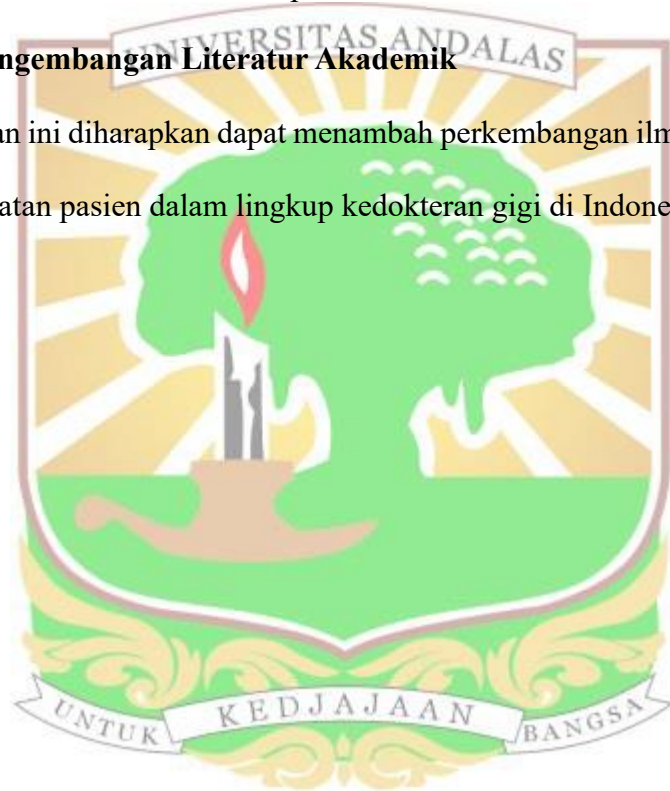 UNIVERSITAS ANDALAS
ngembangan Literatur Akademik
an ini diharapkan dapat menambah perkembangan ilm
atan pasien dalam lingkup kedokteran gigi di Indone
UNTUK KEDJAJAAN BANGSA